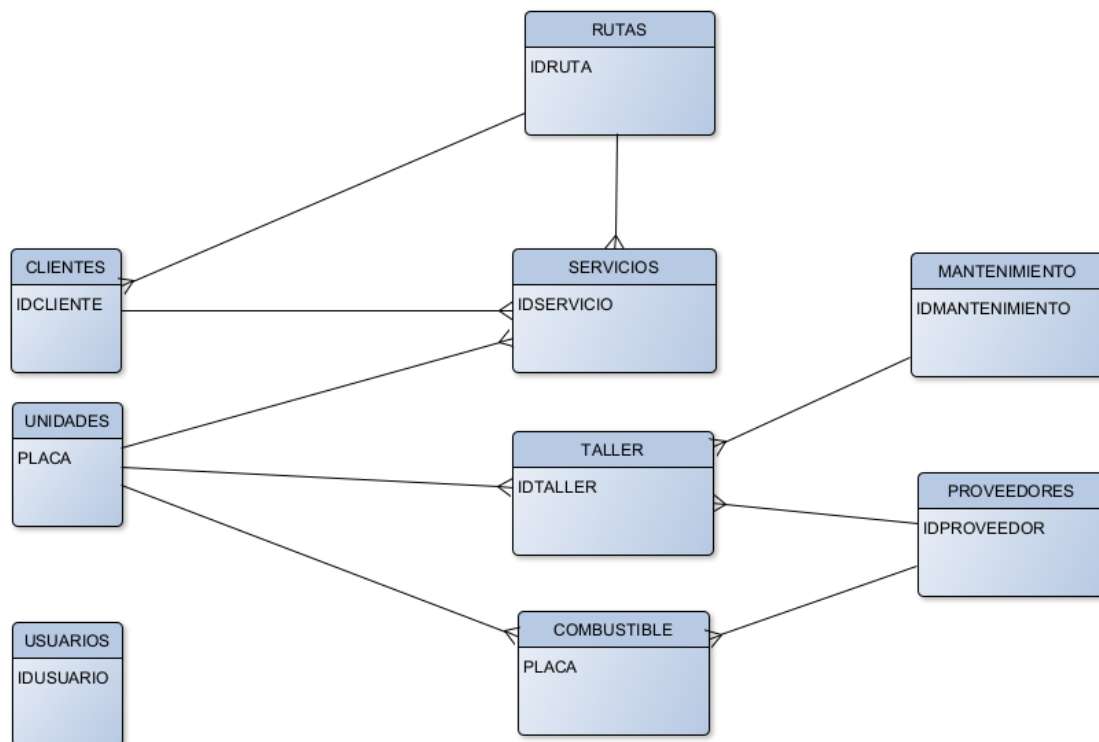 RUTAS
IDRUTA
CLIENTES
IDCLIENTE
SERVICIOS
IDSERVICIO
MANTENIMIENTO
IDMANTENIMIENTO
UNIDADES
PLACA
TALLER
IDTALLER
PROVEEDORES
IDPROVEEDOR
USUARIOS
IDUSUARIO
COMBUSTIBLE
PLACA